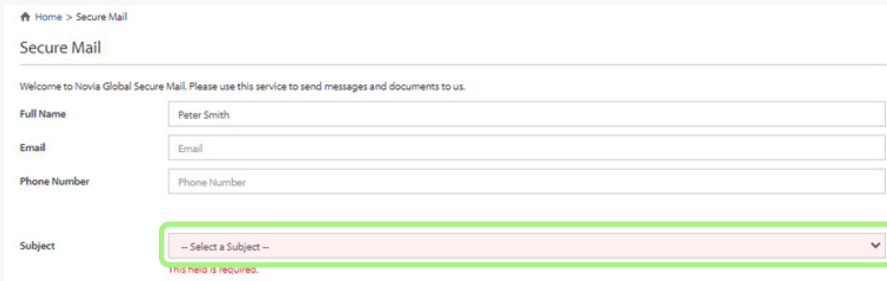 Home > Secure Mail
Secure Mail
Welcome to Novia Global Secure Mail. Please use this service to send messages and documents to us.
Full Name Peter Smith
Email Email
Phone Number Phone Number
Subject -- Select a Subject --
This field is required.